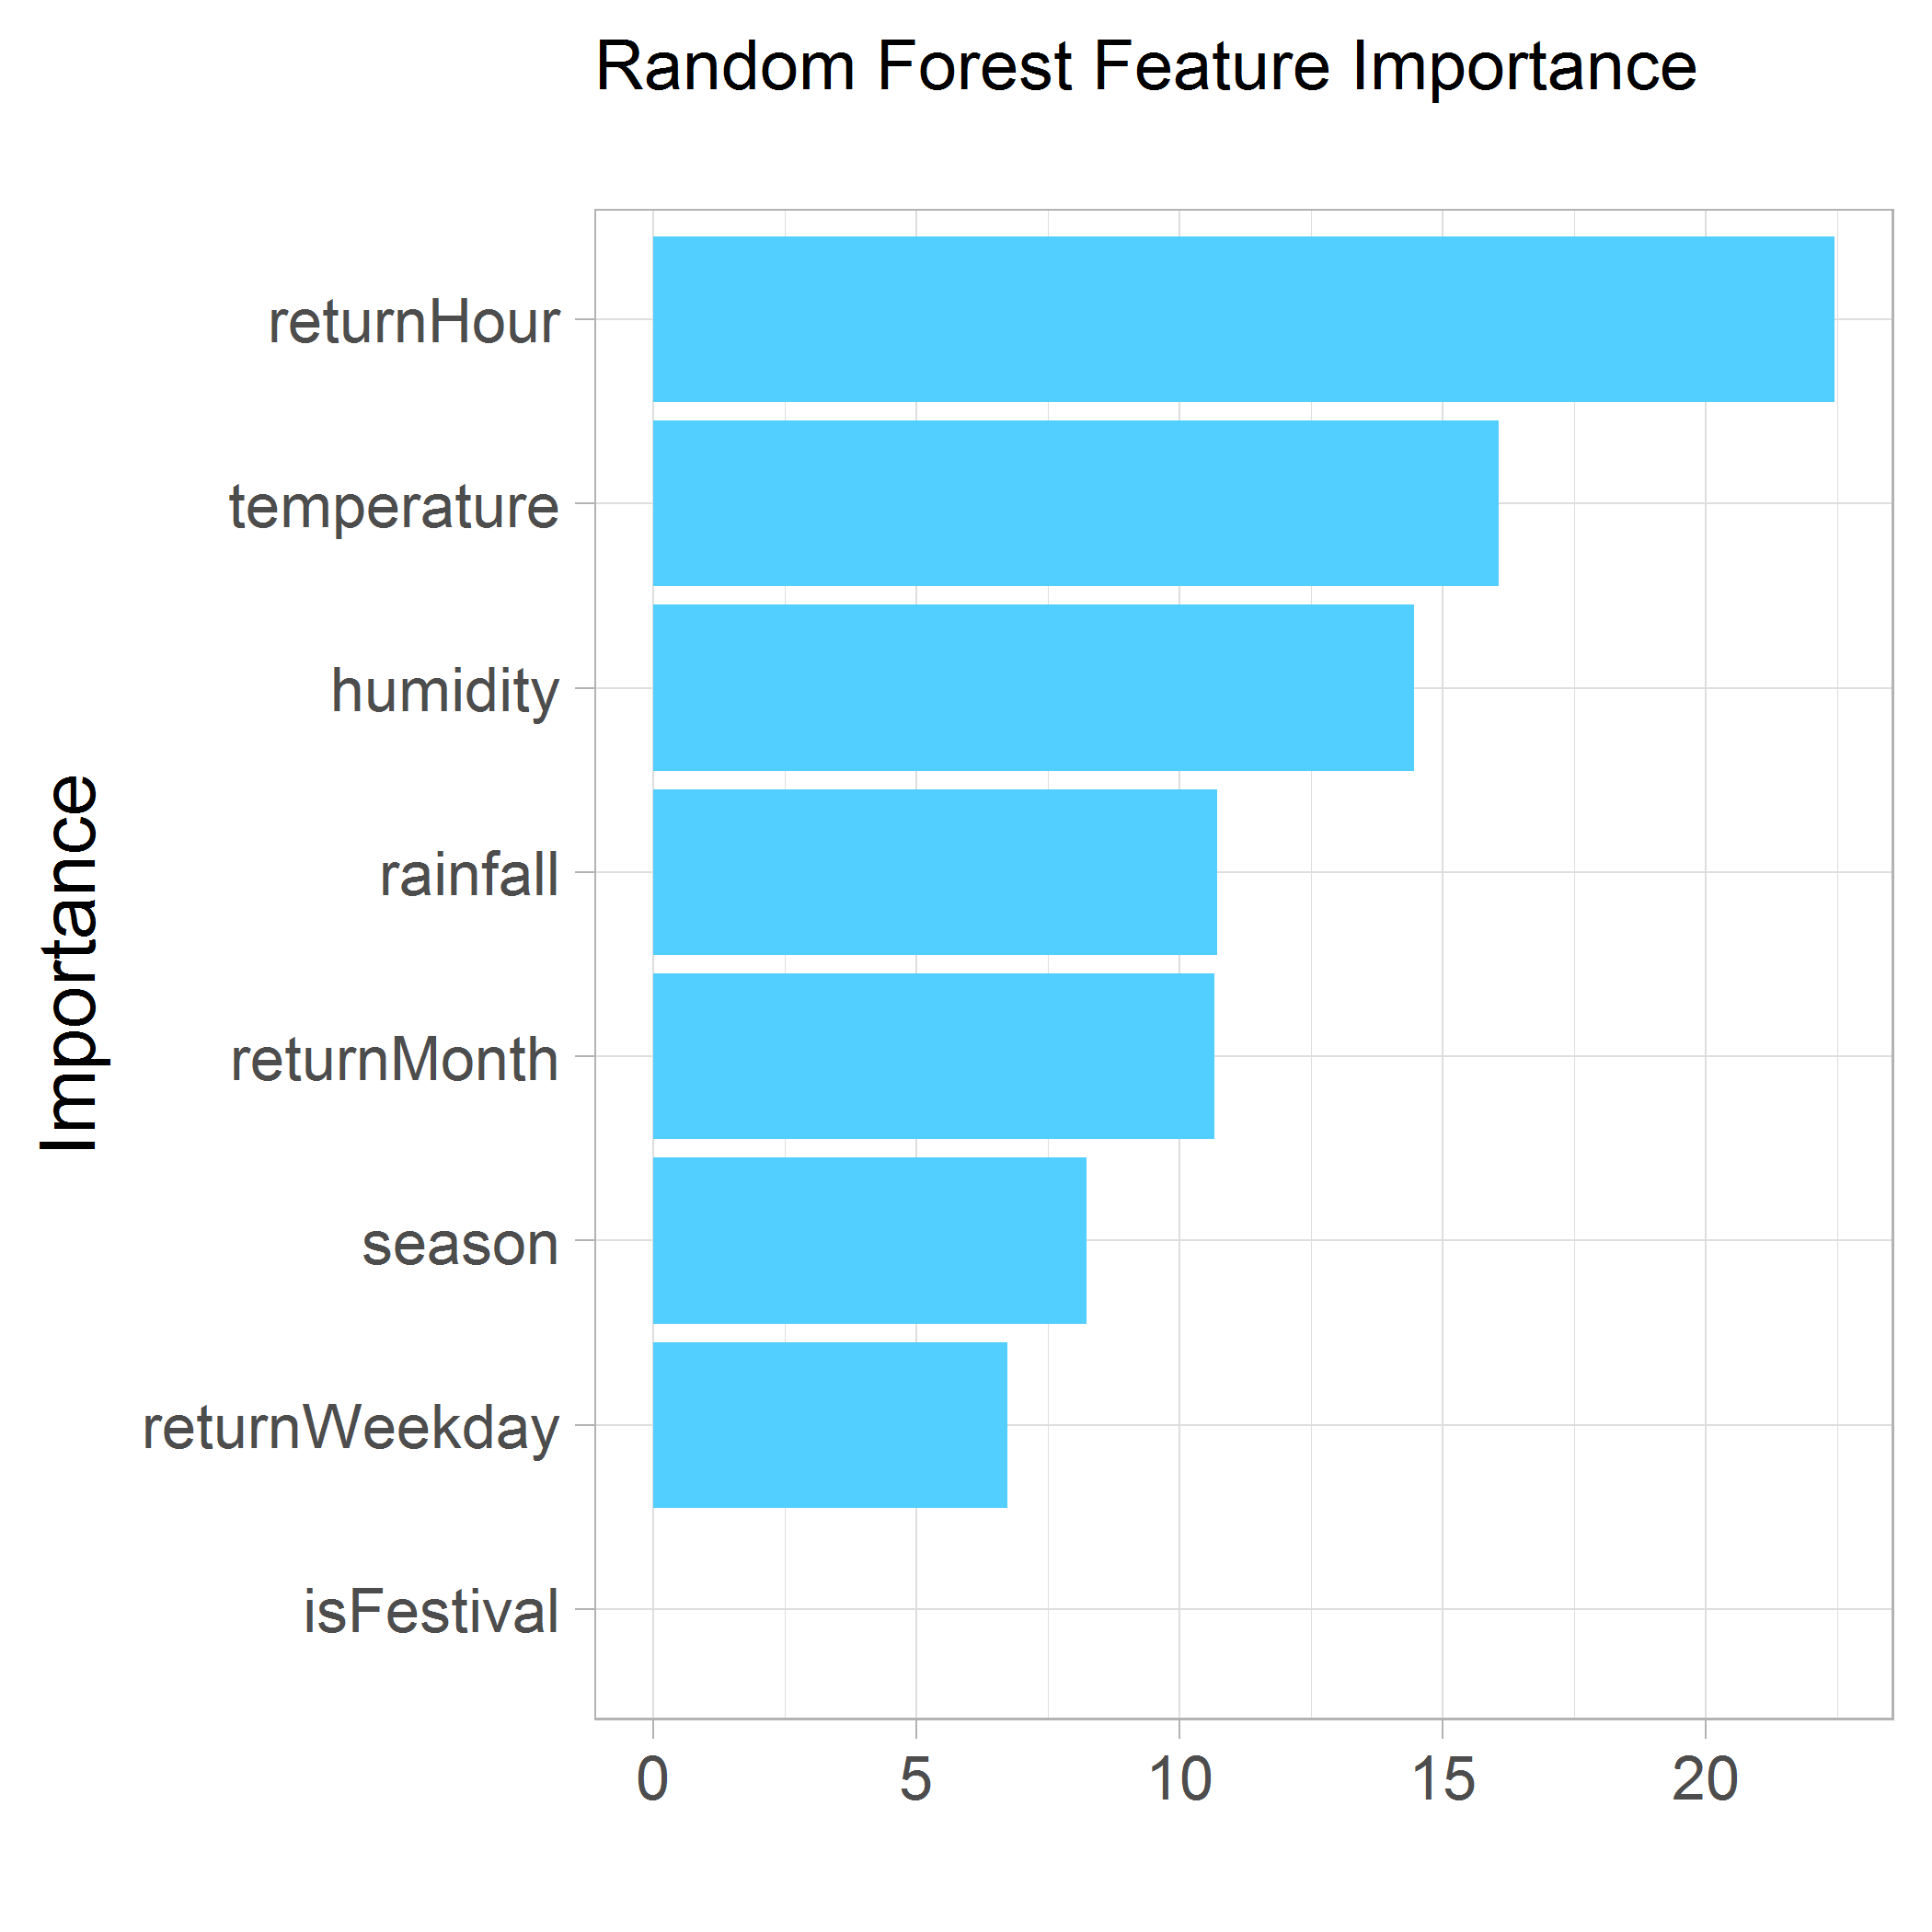 Random Forest Feature Importance
Importance
returnHour
temperature
humidity
rainfall
returnMonth
season
returnWeekday
isFestival
0 5 10 15 20